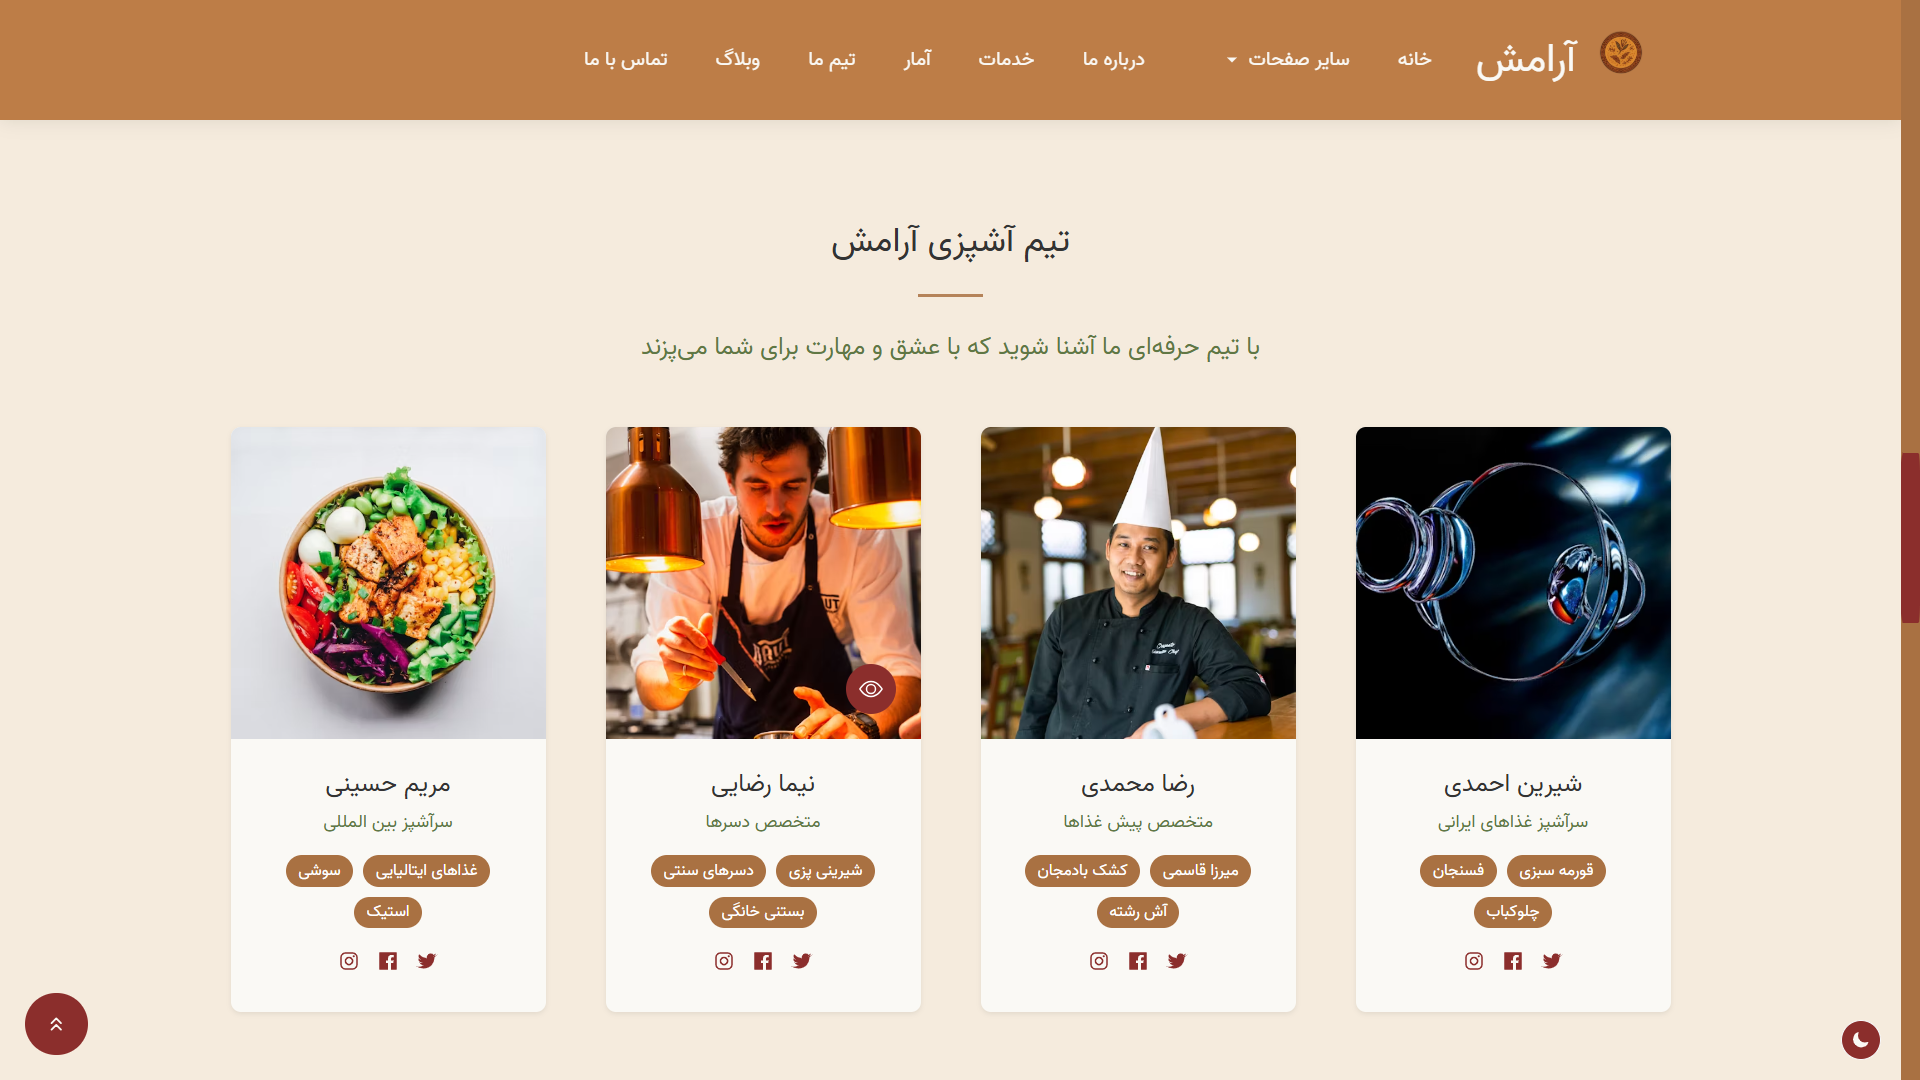 آرامش
خانه
سایر صفحات
درباره ما
خدمات
آمار
تیم ما
وبلاگ
تماس با ما
تیم آشپزی آرامش
با تیم حرفه‌ای ما آشنا شوید که با عشق و مهارت برای شما می‌پزند
شیرین احمدی
سرآشپز غذاهای ایرانی
قورمه سبزی
فسنجان
چلوکباب
رضا محمدی
متخصص پیش غذاها
میرزا قاسمی
کشک بادمجان
آش رشته
نیما رضایی
متخصص دسرها
شیرینی پزی
دسرهای سنتی
بستنی خانگی
مریم حسینی
سرآشپز بین المللی
غذاهای ایتالیایی
سوشی
استیک